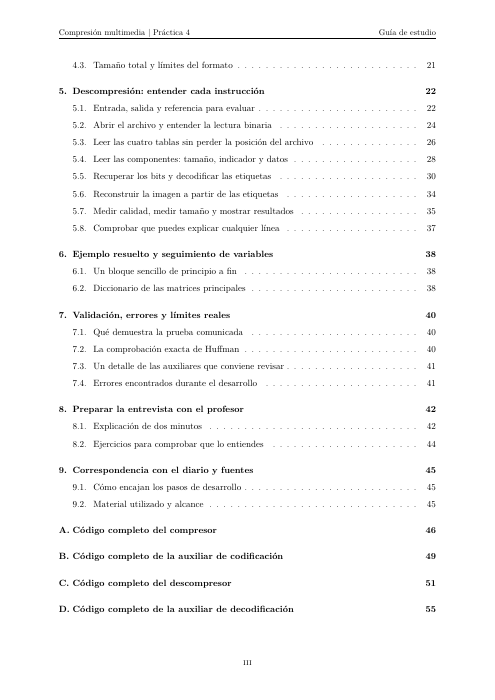 Compresión multimedia | Práctica 4 Guía de estudio
4.3. Tamaño total y límites del formato . . . . . . . . . . . . . . . . . . . . . . . . . . 21
5. Descompresión: entender cada instrucción 22
5.1. Entrada, salida y referencia para evaluar . . . . . . . . . . . . . . . . . . . . . . . 22
5.2. Abrir el archivo y entender la lectura binaria . . . . . . . . . . . . . . . . . . . . 24
5.3. Leer las cuatro tablas sin perder la posición del archivo . . . . . . . . . . . . . . . 26
5.4. Leer las componentes: tamaño, indicador y datos . . . . . . . . . . . . . . . . . . . 28
5.5. Recuperar los bits y decodificar las etiquetas . . . . . . . . . . . . . . . . . . . . . 30
5.6. Reconstruir la imagen a partir de las etiquetas . . . . . . . . . . . . . . . . . . . . 34
5.7. Medir calidad, medir tamaño y mostrar resultados . . . . . . . . . . . . . . . . . . 35
5.8. Comprobar que puedes explicar cualquier línea . . . . . . . . . . . . . . . . . . . . 37
6. Ejemplo resuelto y seguimiento de variables 38
6.1. Un bloque sencillo de principio a fin . . . . . . . . . . . . . . . . . . . . . . . . . 38
6.2. Diccionario de las matrices principales . . . . . . . . . . . . . . . . . . . . . . . . 38
7. Validación, errores y límites reales 40
7.1. Qué demuestra la prueba comunicada . . . . . . . . . . . . . . . . . . . . . . . . . 40
7.2. La comprobación exacta de Huffman . . . . . . . . . . . . . . . . . . . . . . . . . 40
7.3. Un detalle de las auxiliares que conviene revisar . . . . . . . . . . . . . . . . . . . 41
7.4. Errores encontrados durante el desarrollo . . . . . . . . . . . . . . . . . . . . . . . 41
8. Preparar la entrevista con el profesor 42
8.1. Explicación de dos minutos . . . . . . . . . . . . . . . . . . . . . . . . . . . . . 42
8.2. Ejercicios para comprobar que lo entiendes . . . . . . . . . . . . . . . . . . . . . . 44
9. Correspondencia con el diario y fuentes 45
9.1. Cómo encajan los pasos de desarrollo . . . . . . . . . . . . . . . . . . . . . . . . . 45
9.2. Material utilizado y alcance . . . . . . . . . . . . . . . . . . . . . . . . . . . . . 45
A. Código completo del compresor 46
B. Código completo de la auxiliar de codificación 49
C. Código completo del descompresor 51
D. Código completo de la auxiliar de decodificación 55
III